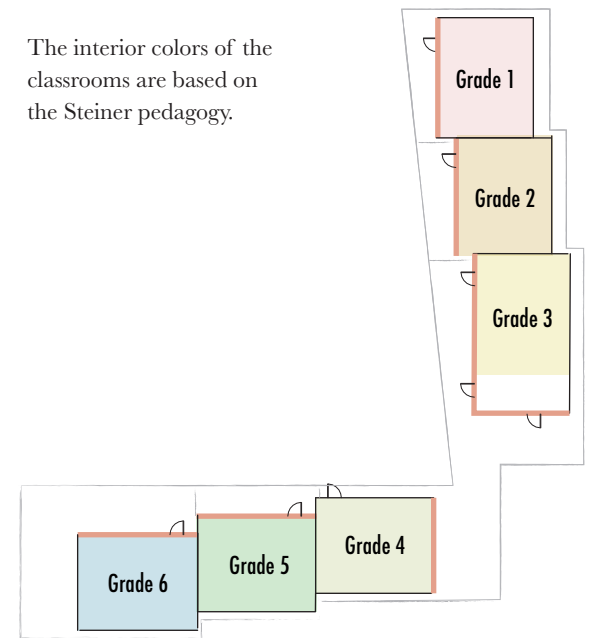 The interior colors of the
classrooms are based on
the Steiner pedagogy.
Grade 1
Grade 2
Grade 3
Grade 4
Grade 5
Grade 6